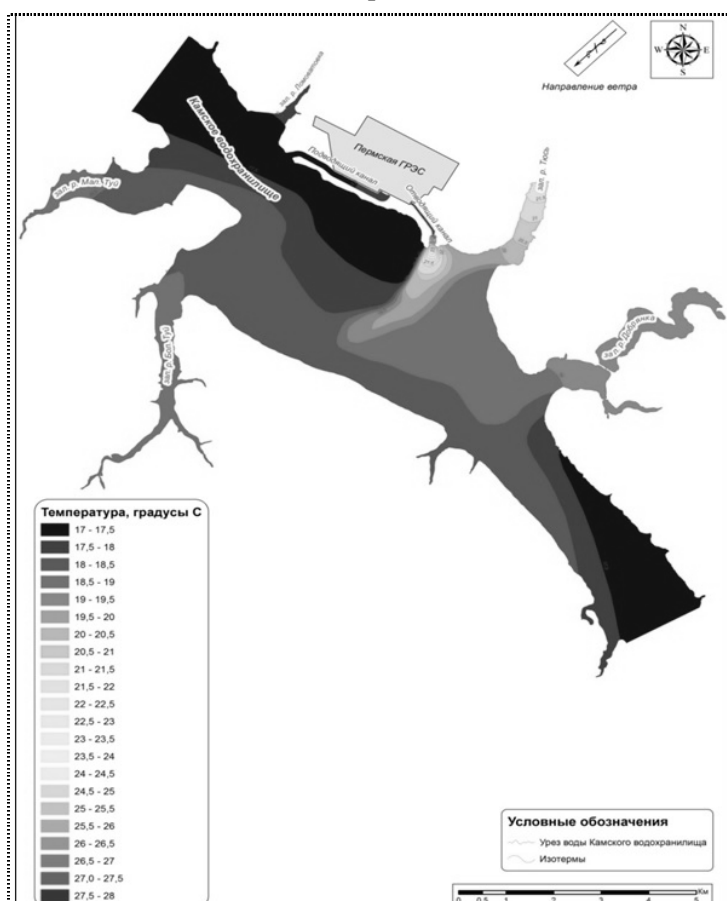 N
W E
S
Направление ветра
зал. р. Ломоватовка
Камское водохранилище
Пермская ГРЭС
Подводящий канал
Отводящий канал
зал. р. Тюсь
зал. р. Мал. Туй
зал. р. Бол. Туй
зал. р. Добрянка
Температура, градусы С
17 - 17,5
17,5 - 18
18 - 18,5
18,5 - 19
19 - 19,5
19,5 - 20
20 - 20,5
20,5 - 21
21 - 21,5
21,5 - 22
22 - 22,5
22,5 - 23
23 - 23,5
23,5 - 24
24 - 24,5
24,5 - 25
25 - 25,5
25,5 - 26
26 - 26,5
26,5 - 27
27,0 - 27,5
27,5 - 28
Условные обозначения
Урез воды Камского водохранилища
Изотермы
Км
0 0,5 1 2 3 4 5